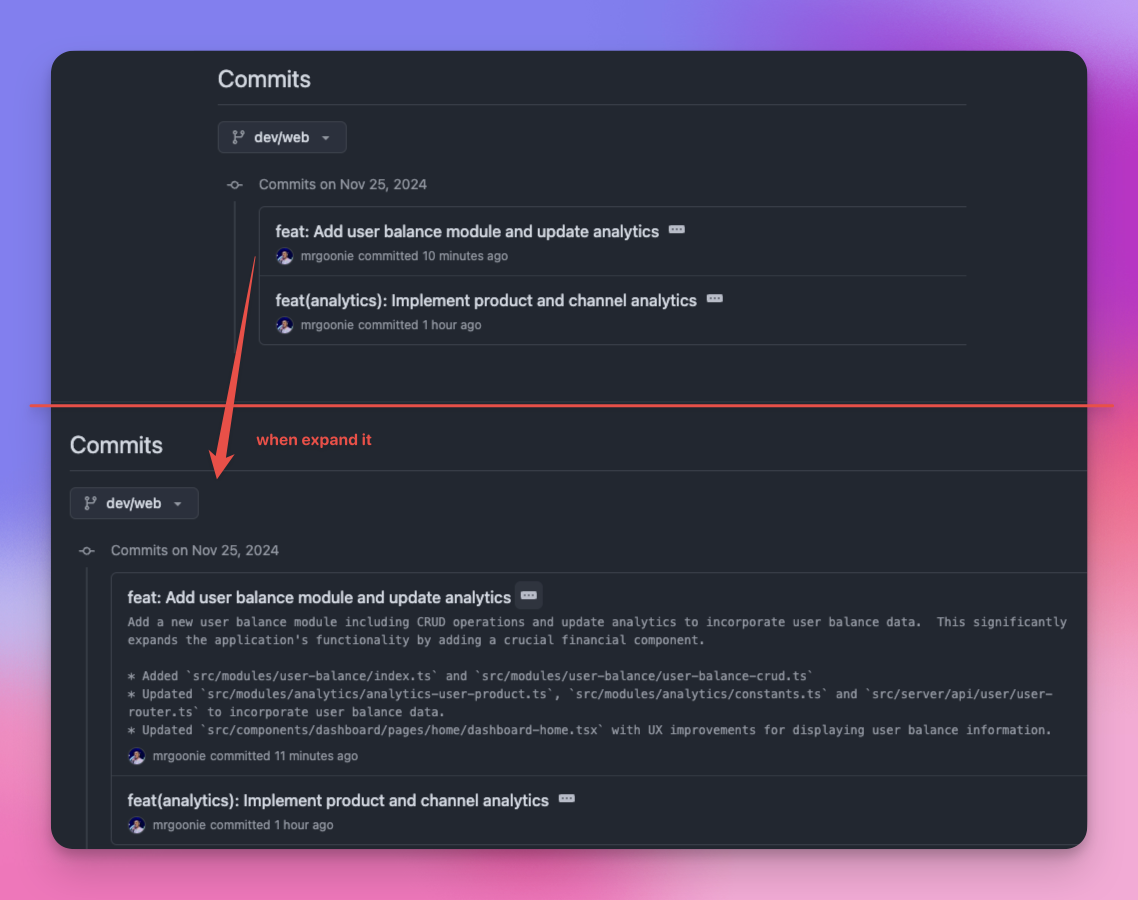 Commits
dev/web
Commits on Nov 25, 2024
feat: Add user balance module and update analytics
mrgoonie committed 10 minutes ago
feat(analytics): Implement product and channel analytics
mrgoonie committed 1 hour ago
when expand it
Commits
dev/web
Commits on Nov 25, 2024
feat: Add user balance module and update analytics
Add a new user balance module including CRUD operations and update analytics to incorporate user balance data.  This significantly
expands the application's functionality by adding a crucial financial component.
* Added `src/modules/user-balance/index.ts` and `src/modules/user-balance/user-balance-crud.ts`
* Updated `src/modules/analytics/analytics-user-product.ts`, `src/modules/analytics/constants.ts` and `src/server/api/user/user-
router.ts` to incorporate user balance data.
* Updated `src/components/dashboard/pages/home/dashboard-home.tsx` with UX improvements for displaying user balance information.
mrgoonie committed 11 minutes ago
feat(analytics): Implement product and channel analytics
mrgoonie committed 1 hour ago